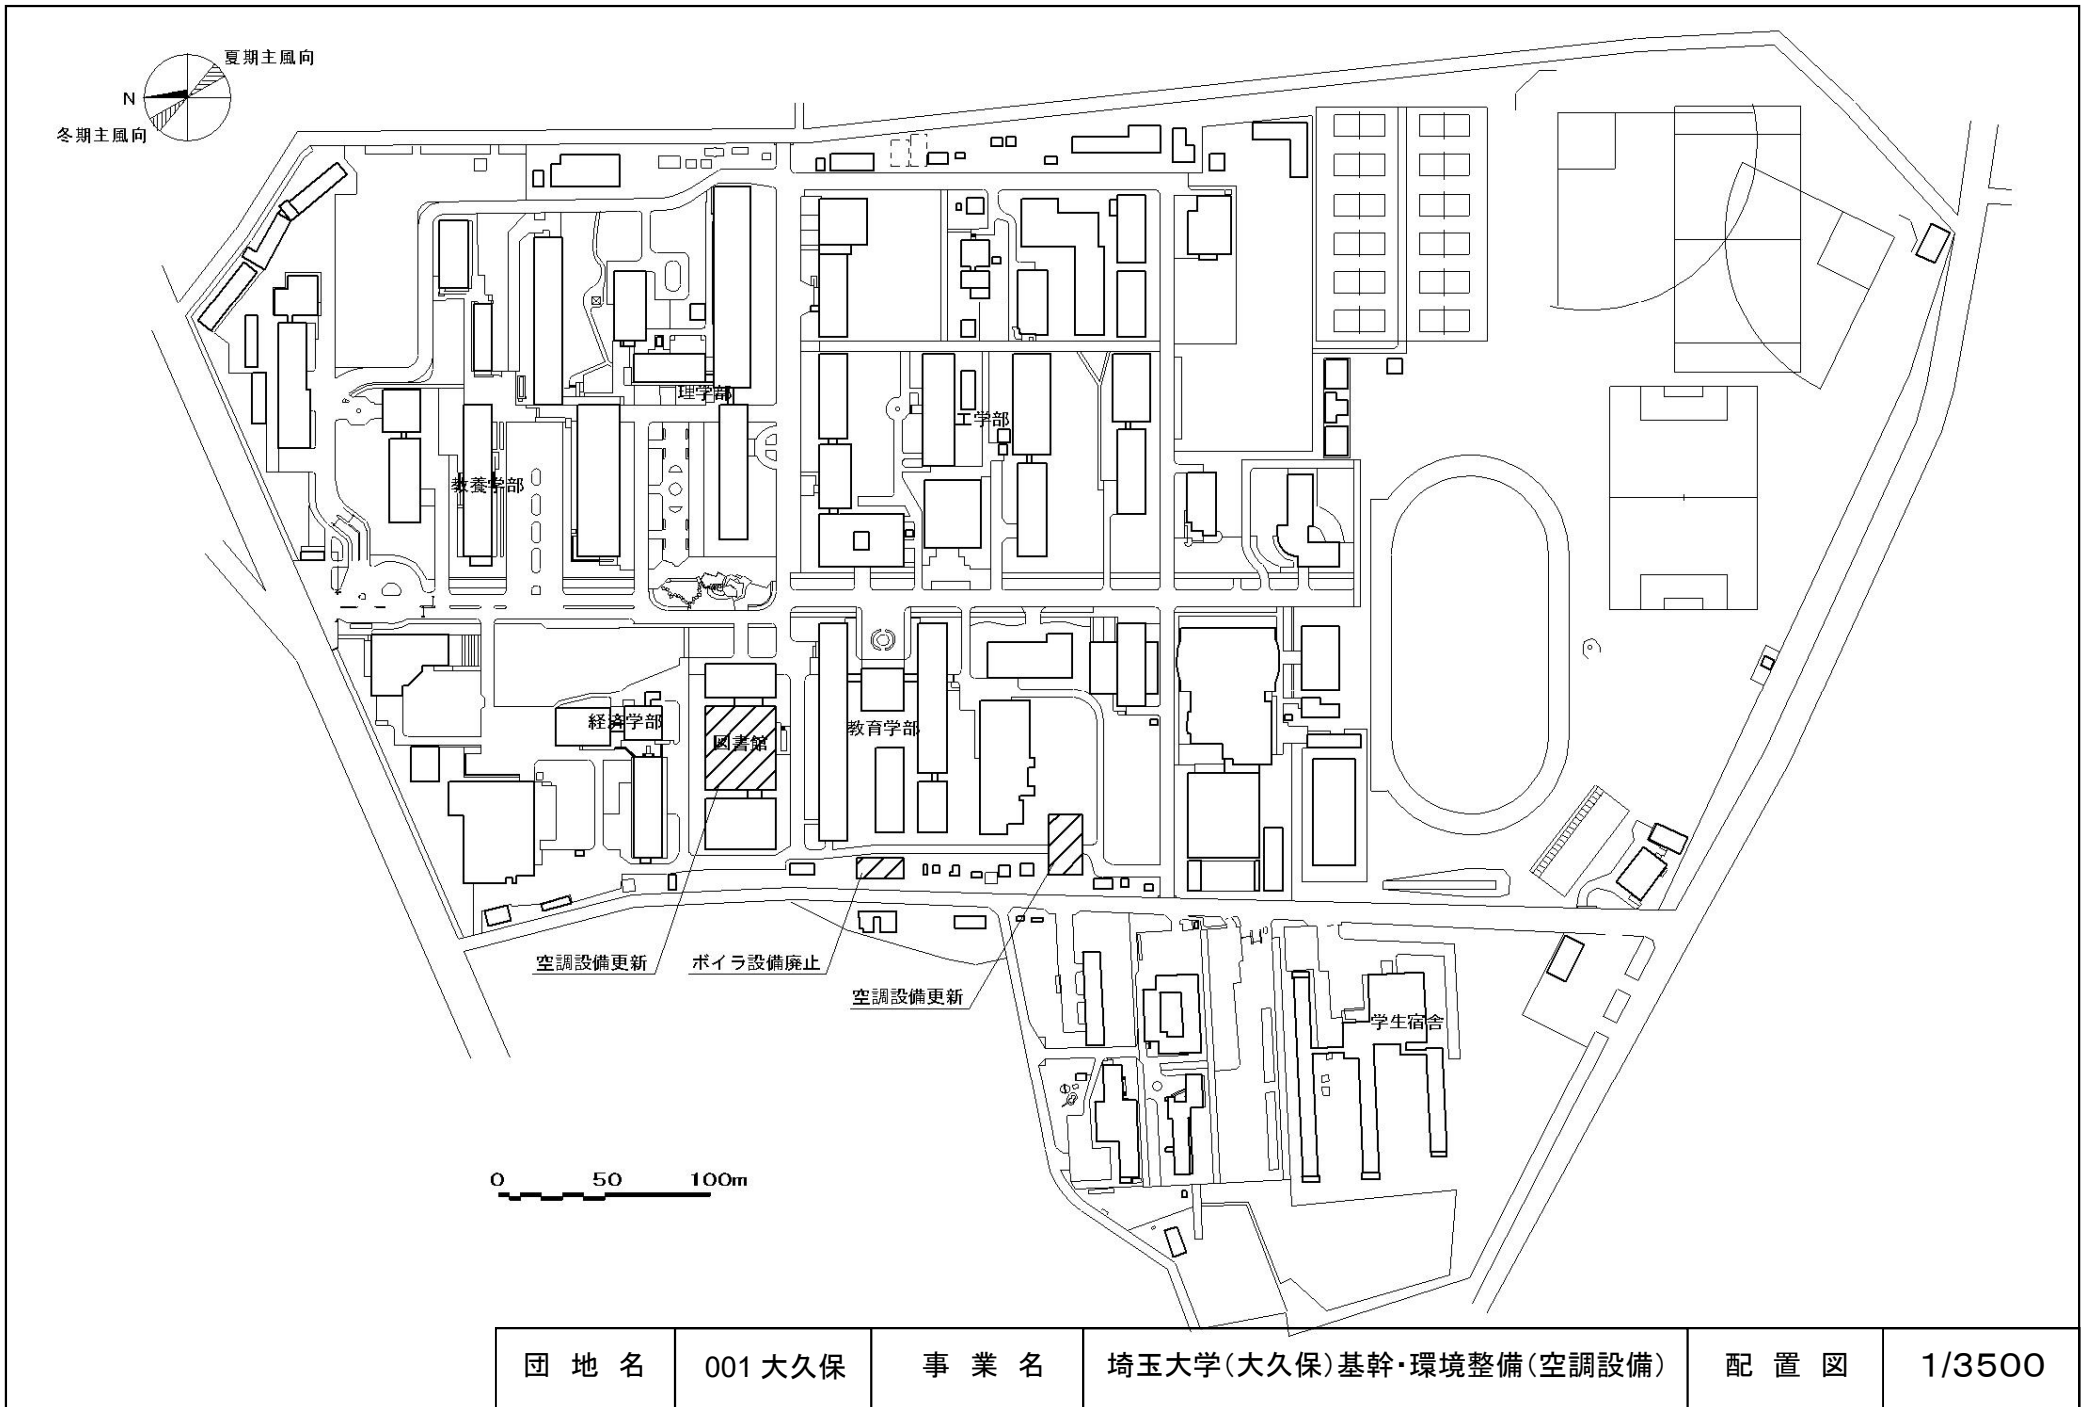 夏期主風向
N
冬期主風向
理学部
工学部
教養学部
経済学部
図書館
教育学部
空調設備更新
ボイラ設備廃止
空調設備更新
学生宿舎
0 50 100m
団地名 001 大久保 事業名 埼玉大学(大久保)基幹・環境整備(空調設備) 配置図 1/3500